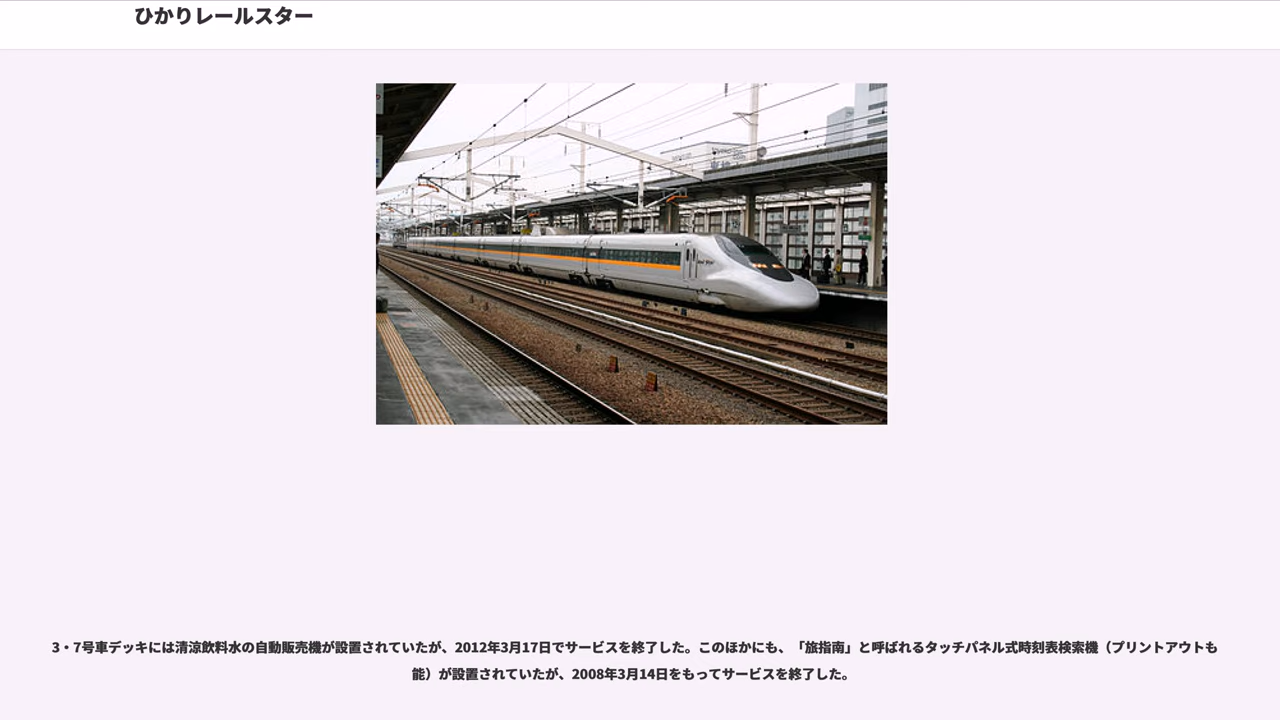 ひかりレールスター
3・7号車デッキには清涼飲料水の自動販売機が設置されていたが、2012年3月17日でサービスを終了した。このほかにも、「旅指南」と呼ばれるタッチパネル式時刻表検索機（プリントアウトも
能）が設置されていたが、2008年3月14日をもってサービスを終了した。